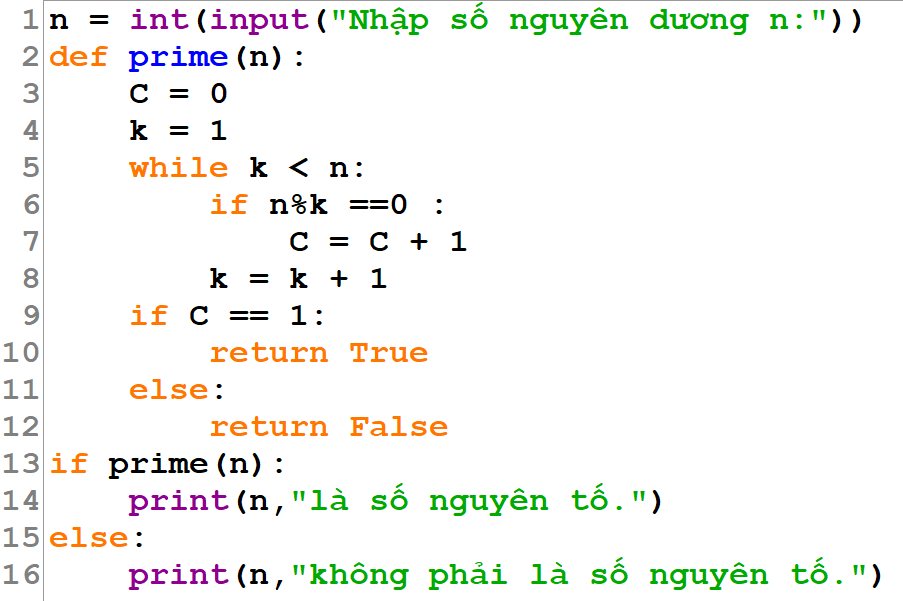 1 n = int(input("Nhập số nguyên dương n:"))
2 def prime(n):
3     C = 0
4     k = 1
5     while k < n:
6         if n%k ==0 :
7             C = C + 1
8         k = k + 1
9     if C == 1:
10         return True
11     else:
12         return False
13 if prime(n):
14     print(n,"là số nguyên tố.")
15 else:
16     print(n,"không phải là số nguyên tố.")